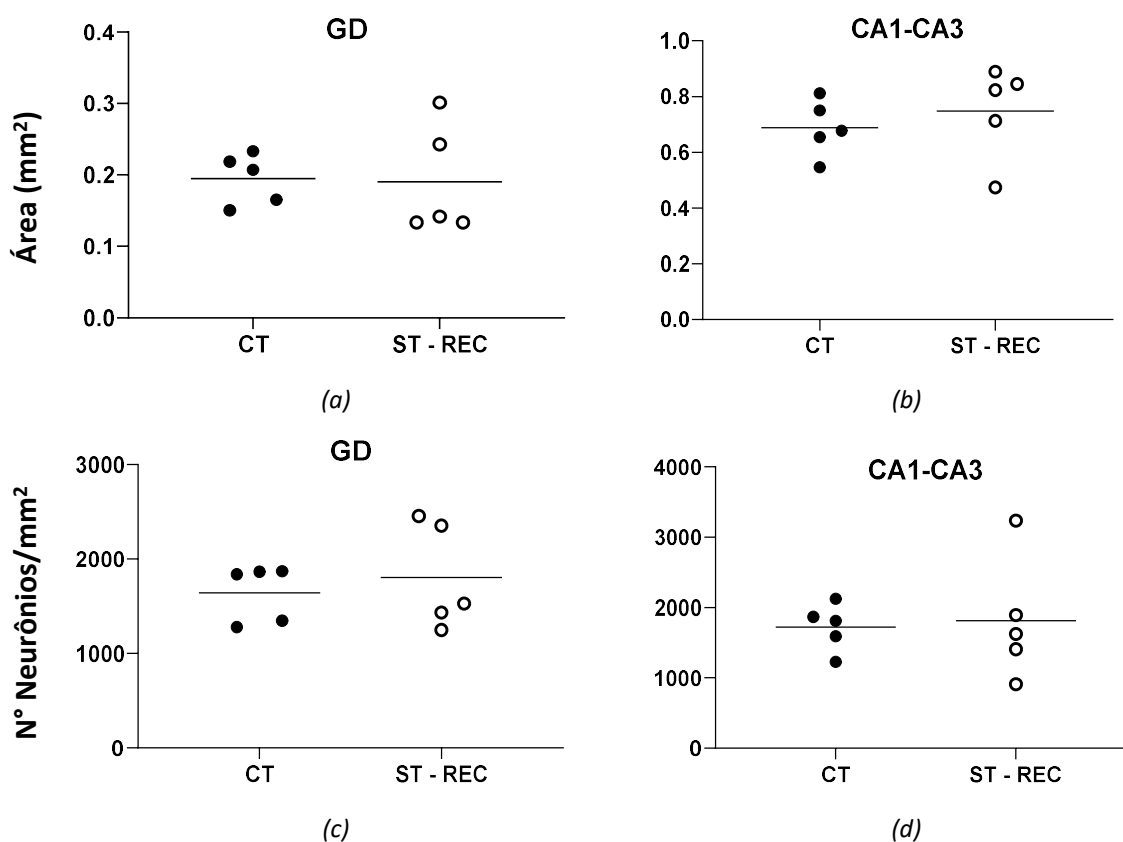 GD
Área (mm²)
0.4
0.3
0.2
0.1
0.0
CT
ST - REC
(a)
CA1-CA3
1.0
0.8
0.6
0.4
0.2
0.0
CT
ST - REC
(b)
GD
N° Neurônios/mm²
3000
2000
1000
0
CT
ST - REC
(c)
CA1-CA3
4000
3000
2000
1000
0
CT
ST - REC
(d)